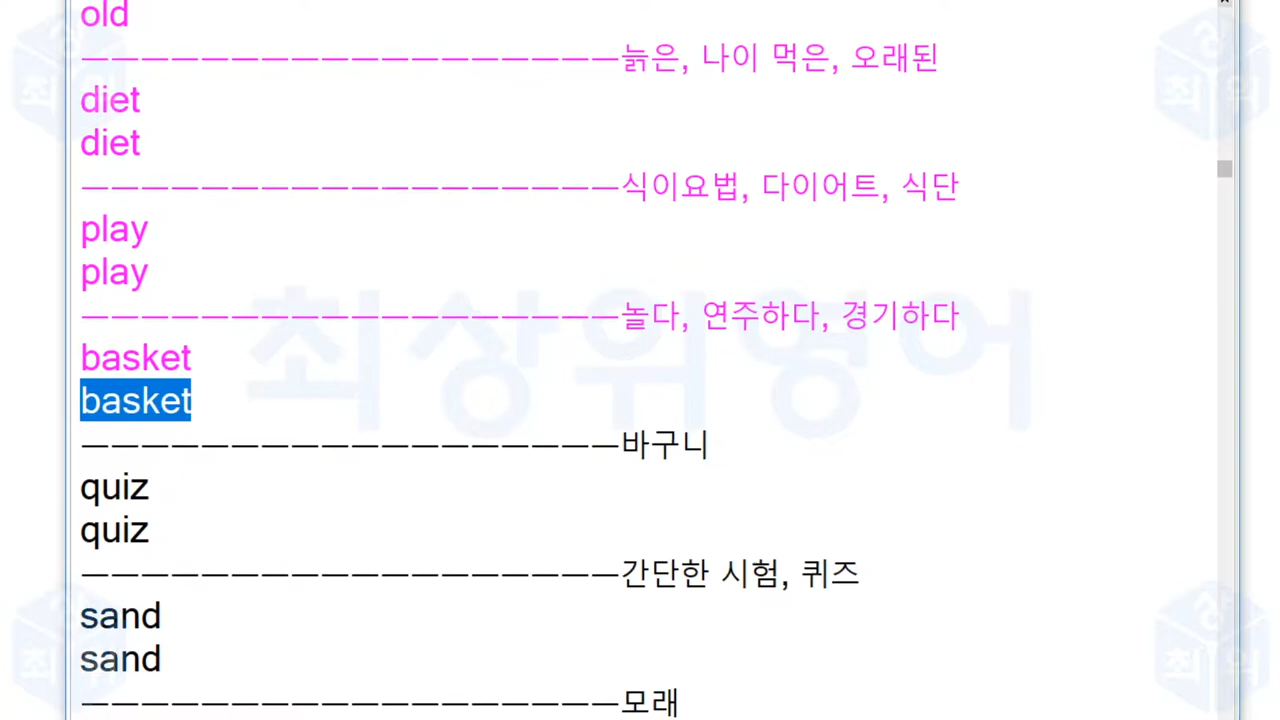 old
——————————————————늙은, 나이 먹은, 오래된
diet
diet
——————————————————식이요법, 다이어트, 식단
play
play
——————————————————놀다, 연주하다, 경기하다
basket
basket
——————————————————바구니
quiz
quiz
——————————————————간단한 시험, 퀴즈
sand
sand
——————————————————모래
최상위영어